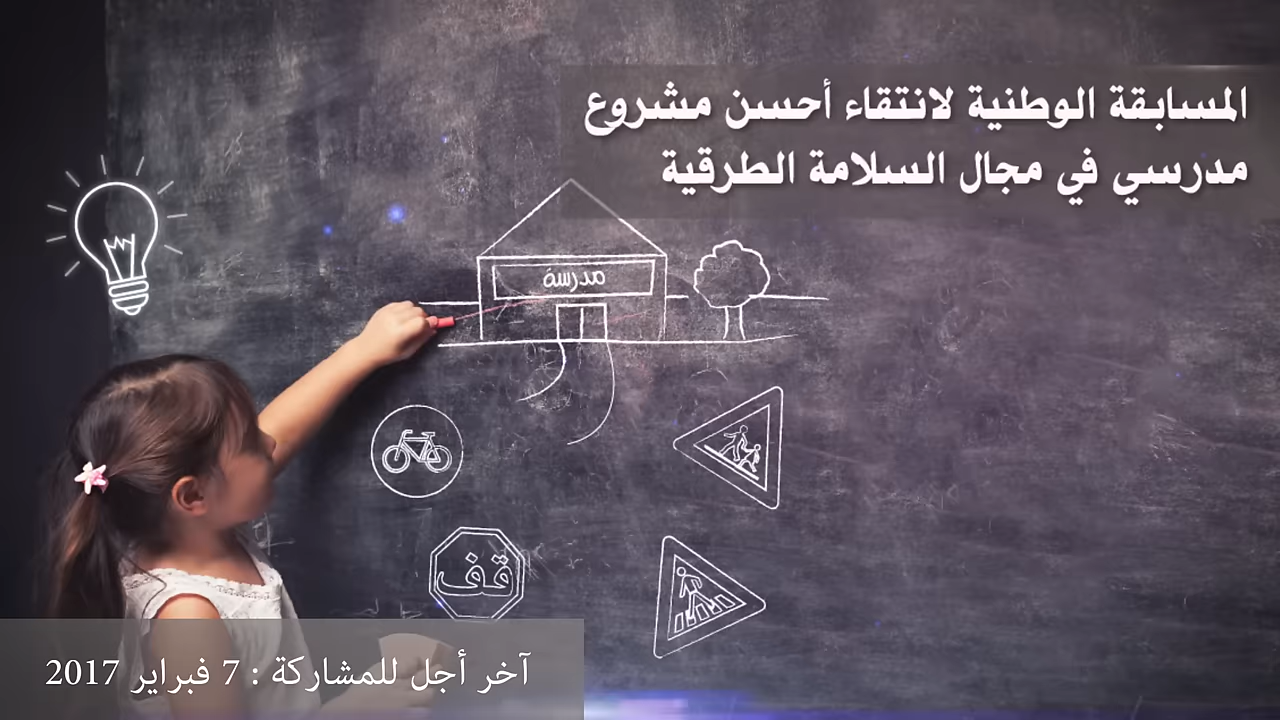 المسابقة الوطنية لانتقاء أحسن مشروع
مدرسي في مجال السلامة الطرقية
مدرسة
قف
آخر أجل للمشاركة : 7 فبراير 2017